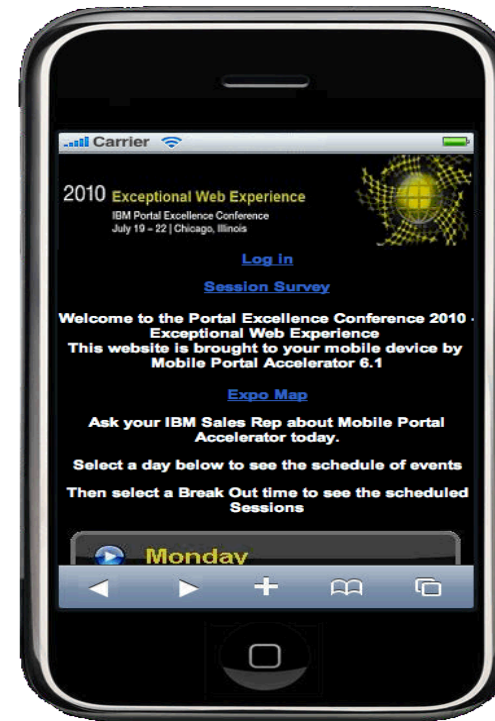 Carrier
2010 Exceptional Web Experience
IBM Portal Excellence Conference
July 19 – 22 | Chicago, Illinois
Log in
Session Survey
Welcome to the Portal Excellence Conference 2010 -
Exceptional Web Experience
This website is brought to your mobile device by
Mobile Portal Accelerator 6.1
Expo Map
Ask your IBM Sales Rep about Mobile Portal
Accelerator today.
Select a day below to see the schedule of events
Then select a Break Out time to see the scheduled
Sessions
Monday